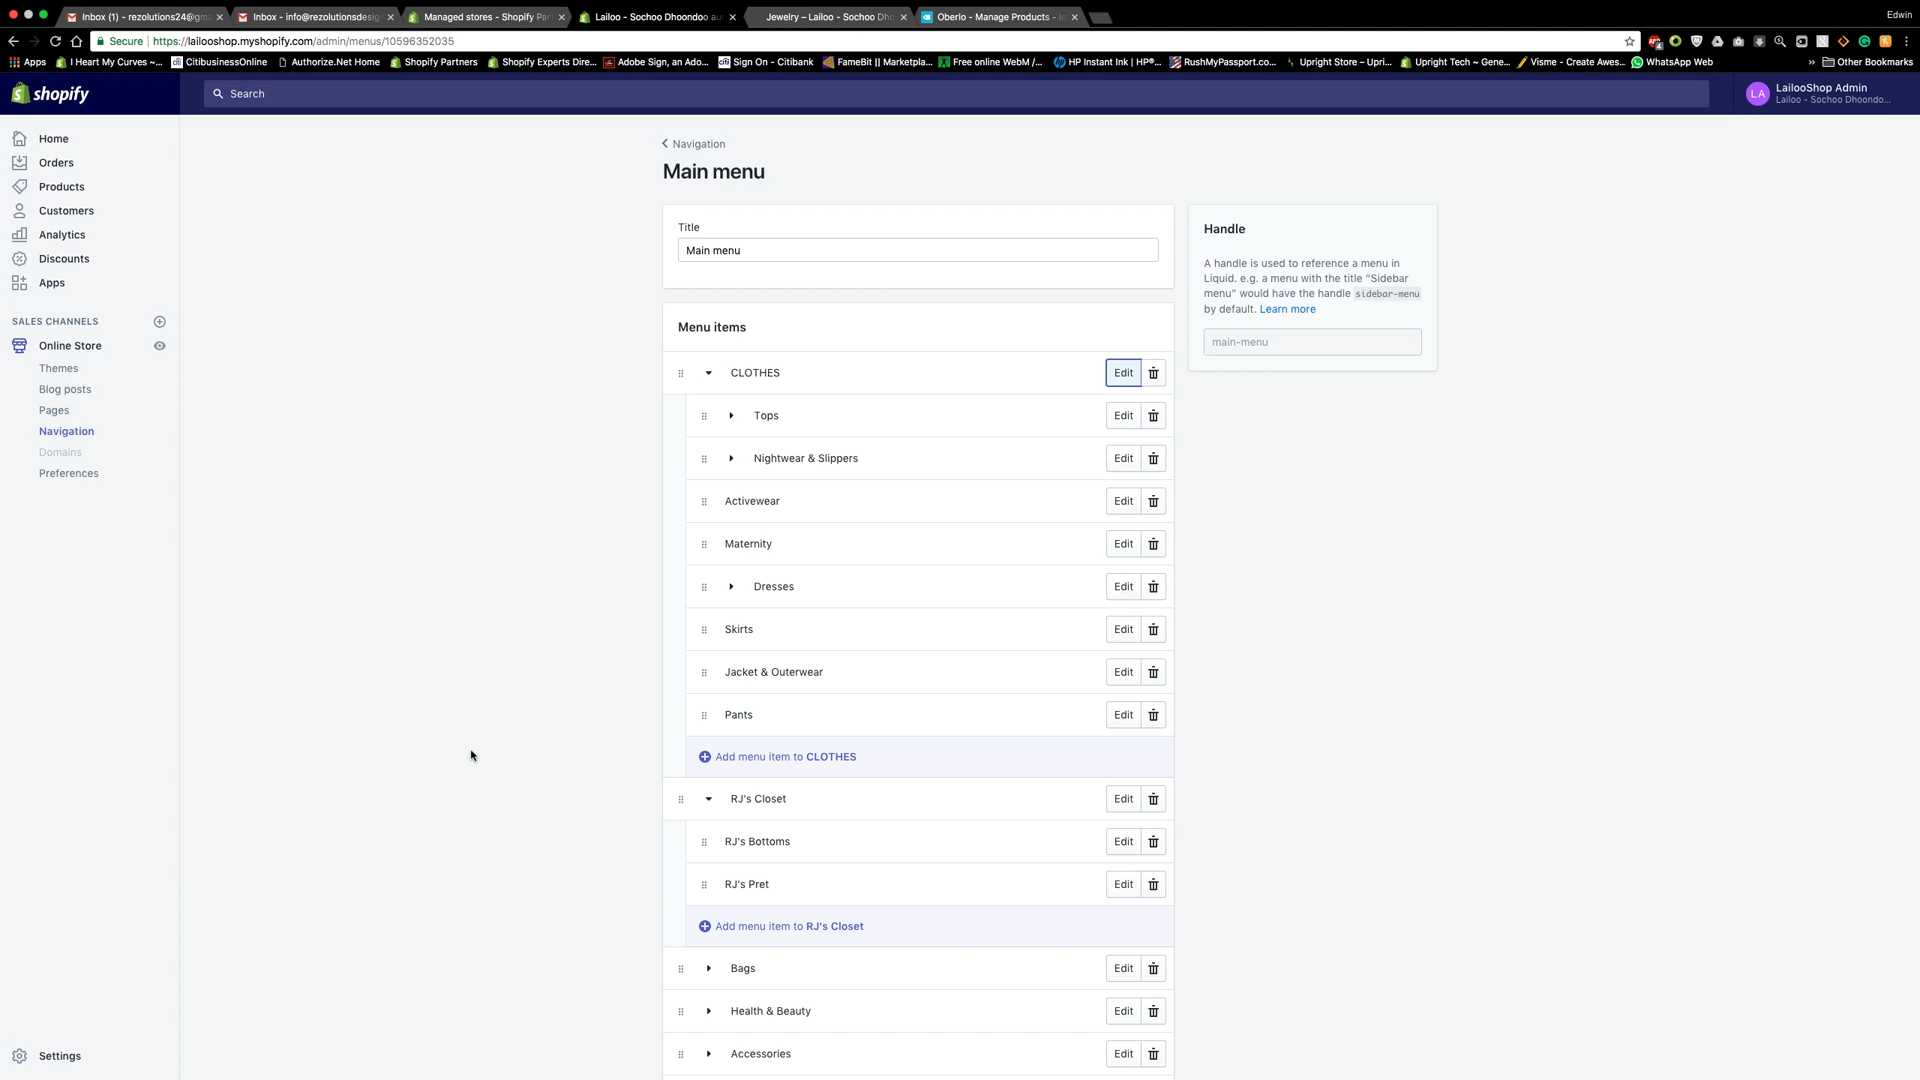 Inbox (1) - rezolutions24@gm
Inbox - info@rezolutionsdesig
Managed stores - Shopify Par
Lailoo - Sochoo Dhoondoo au
Jewelry – Lailoo - Sochoo Dho
Oberlo - Manage Products - I
Edwin
Secure
https://lailooshop.myshopify.com/admin/menus/10596352035
Apps
I Heart My Curves ~...
CitibusinessOnline
Authorize.Net Home
Shopify Partners
Shopify Experts Dire...
Adobe Sign, an Ado...
Sign On - Citibank
FameBit || Marketpla...
Free online WebM /...
HP Instant Ink | HP®...
RushMyPassport.co...
Upright Store – Upri...
Upright Tech ~ Gene...
Visme - Create Awes...
WhatsApp Web
»
Other Bookmarks
shopify
Search
LA
LailooShop Admin
Lailoo - Sochoo Dhoondo...
Home
Orders
Products
Customers
Analytics
Discounts
Apps
SALES CHANNELS
Online Store
Themes
Blog posts
Pages
Navigation
Domains
Preferences
Settings
Navigation
Main menu
Title
Main menu
Menu items
CLOTHES
Edit
Tops
Edit
Nightwear & Slippers
Edit
Activewear
Edit
Maternity
Edit
Dresses
Edit
Skirts
Edit
Jacket & Outerwear
Edit
Pants
Edit
Add menu item to CLOTHES
RJ's Closet
Edit
RJ's Bottoms
Edit
RJ's Pret
Edit
Add menu item to RJ's Closet
Bags
Edit
Health & Beauty
Edit
Accessories
Edit
Handle
A handle is used to reference a menu in
Liquid. e.g. a menu with the title “Sidebar
menu” would have the handle sidebar-menu
by default. Learn more
main-menu